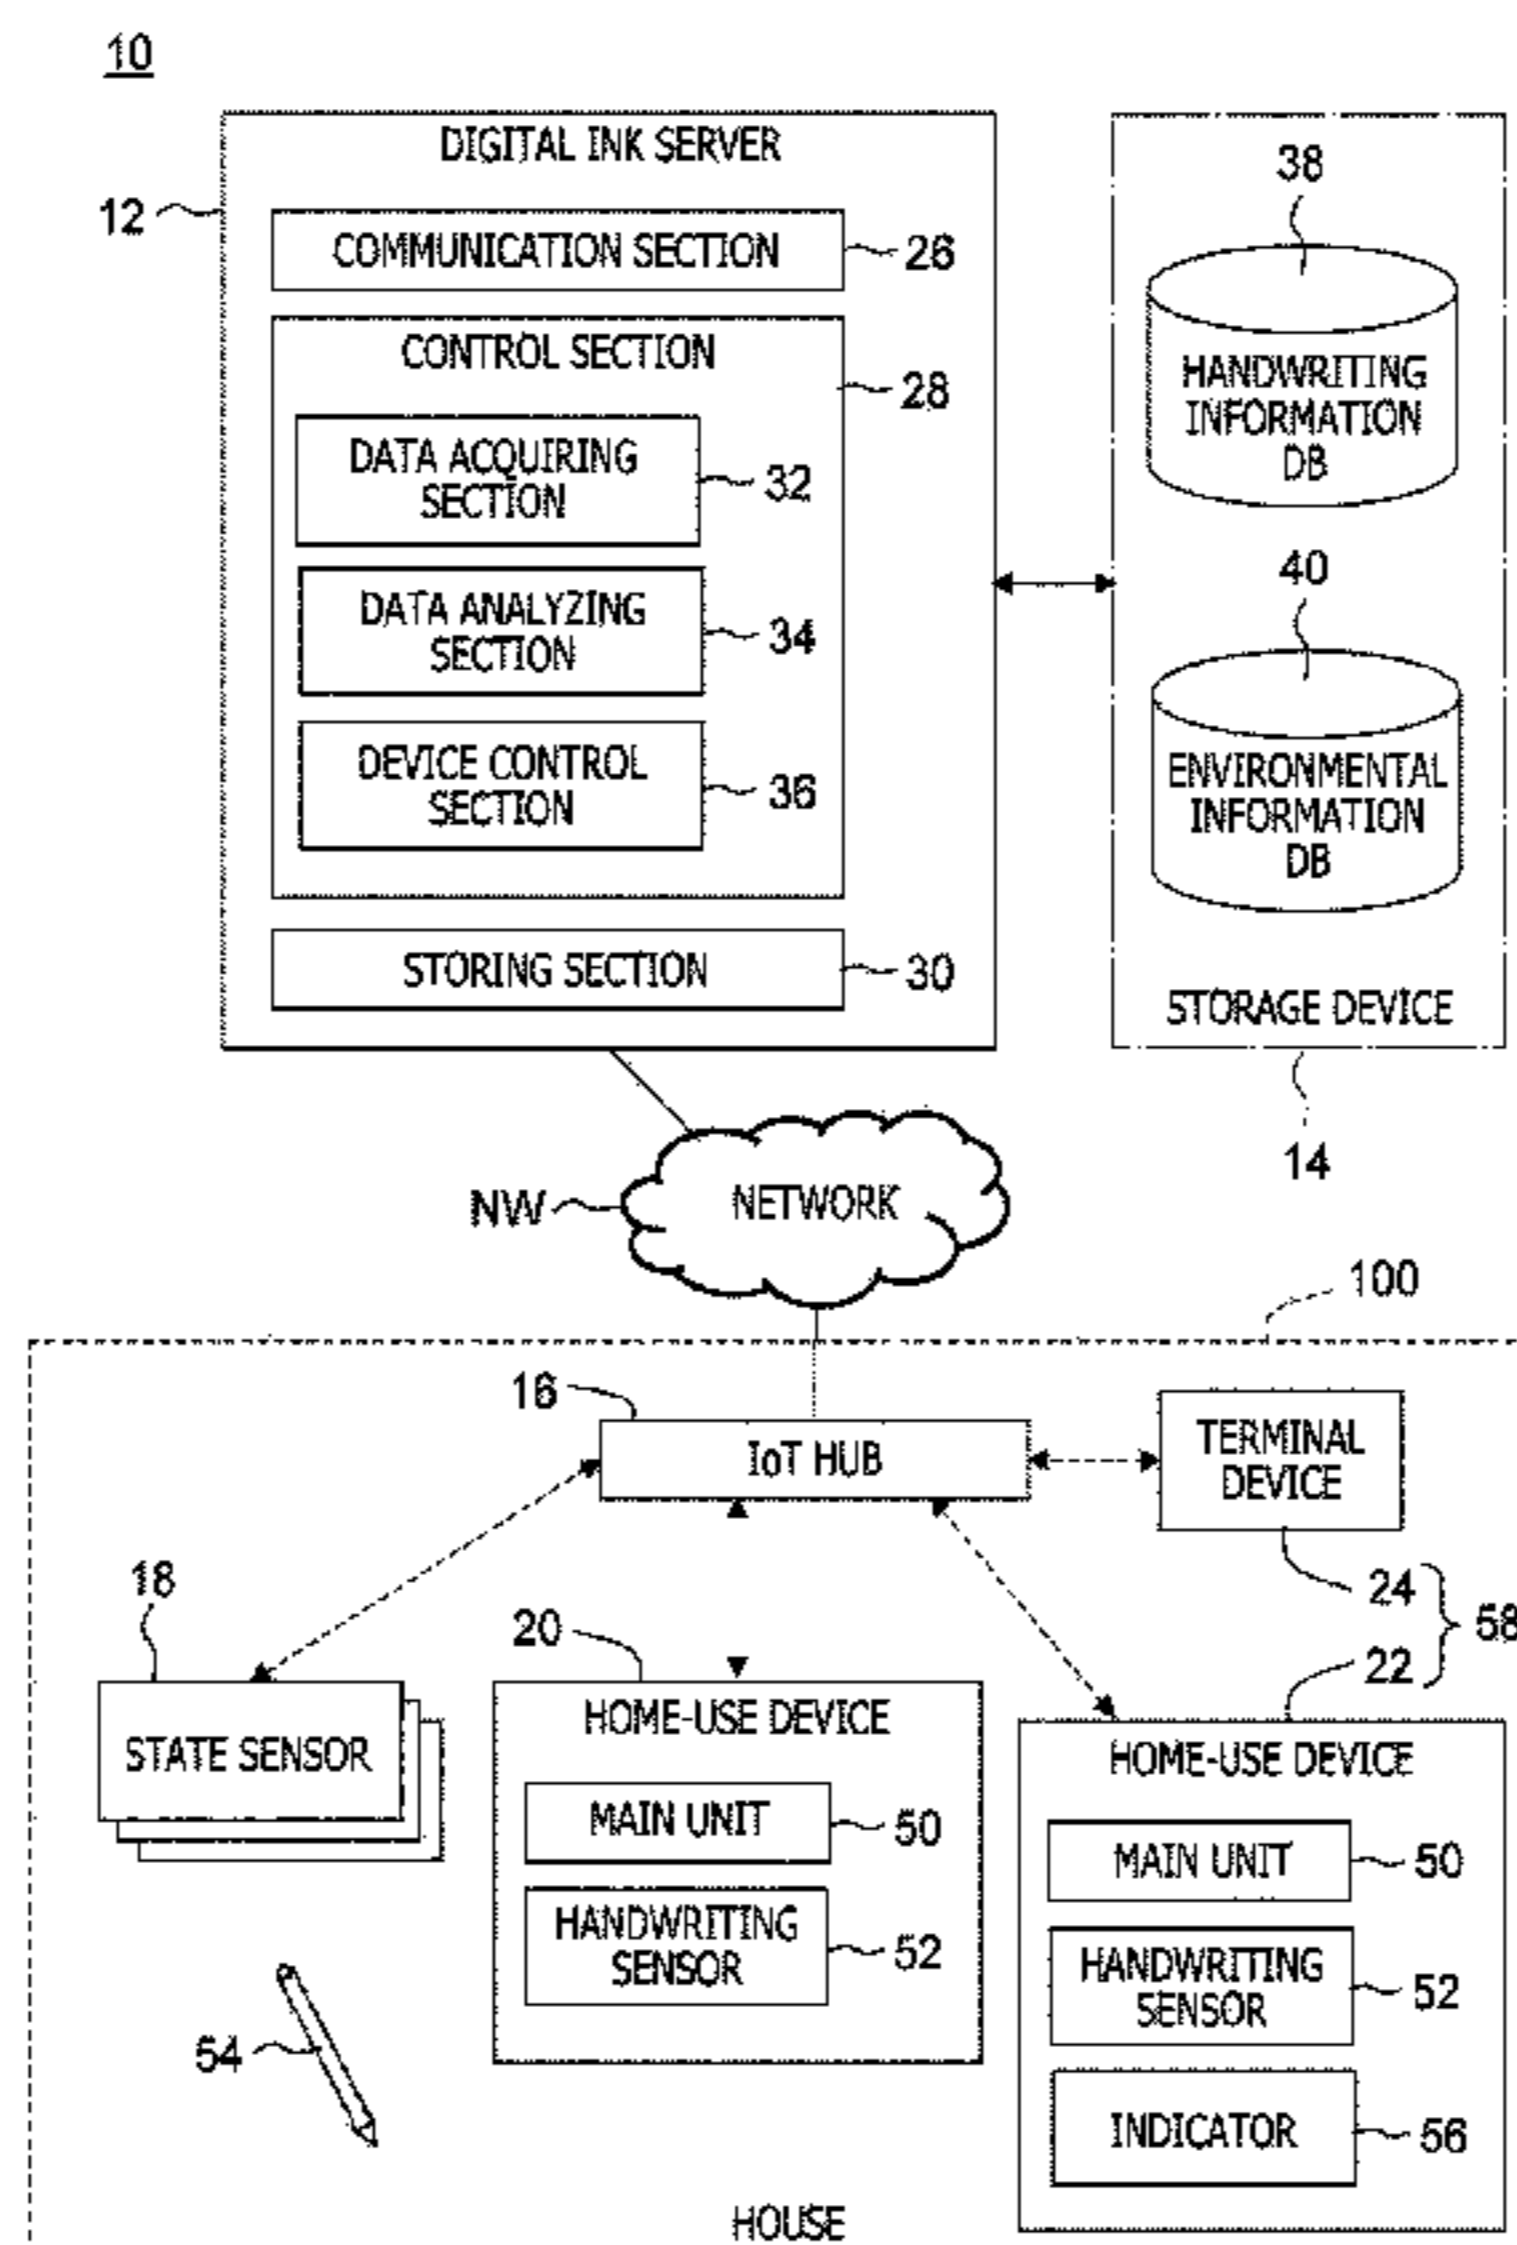 10
DIGITAL INK SERVER
12
COMMUNICATION SECTION
26
CONTROL SECTION
28
DATA ACQUIRING
SECTION
32
DATA ANALYZING
SECTION
34
DEVICE CONTROL
SECTION
36
STORING SECTION
30
38
HANDWRITING
INFORMATION
DB
40
ENVIRONMENTAL
INFORMATION
DB
STORAGE DEVICE
14
NW
NETWORK
100
16
IoT HUB
TERMINAL
DEVICE
24
58
22
18
STATE SENSOR
20
HOME-USE DEVICE
MAIN UNIT
50
HANDWRITING
SENSOR
52
HOME-USE DEVICE
MAIN UNIT
50
HANDWRITING
SENSOR
52
INDICATOR
56
54
HOUSE